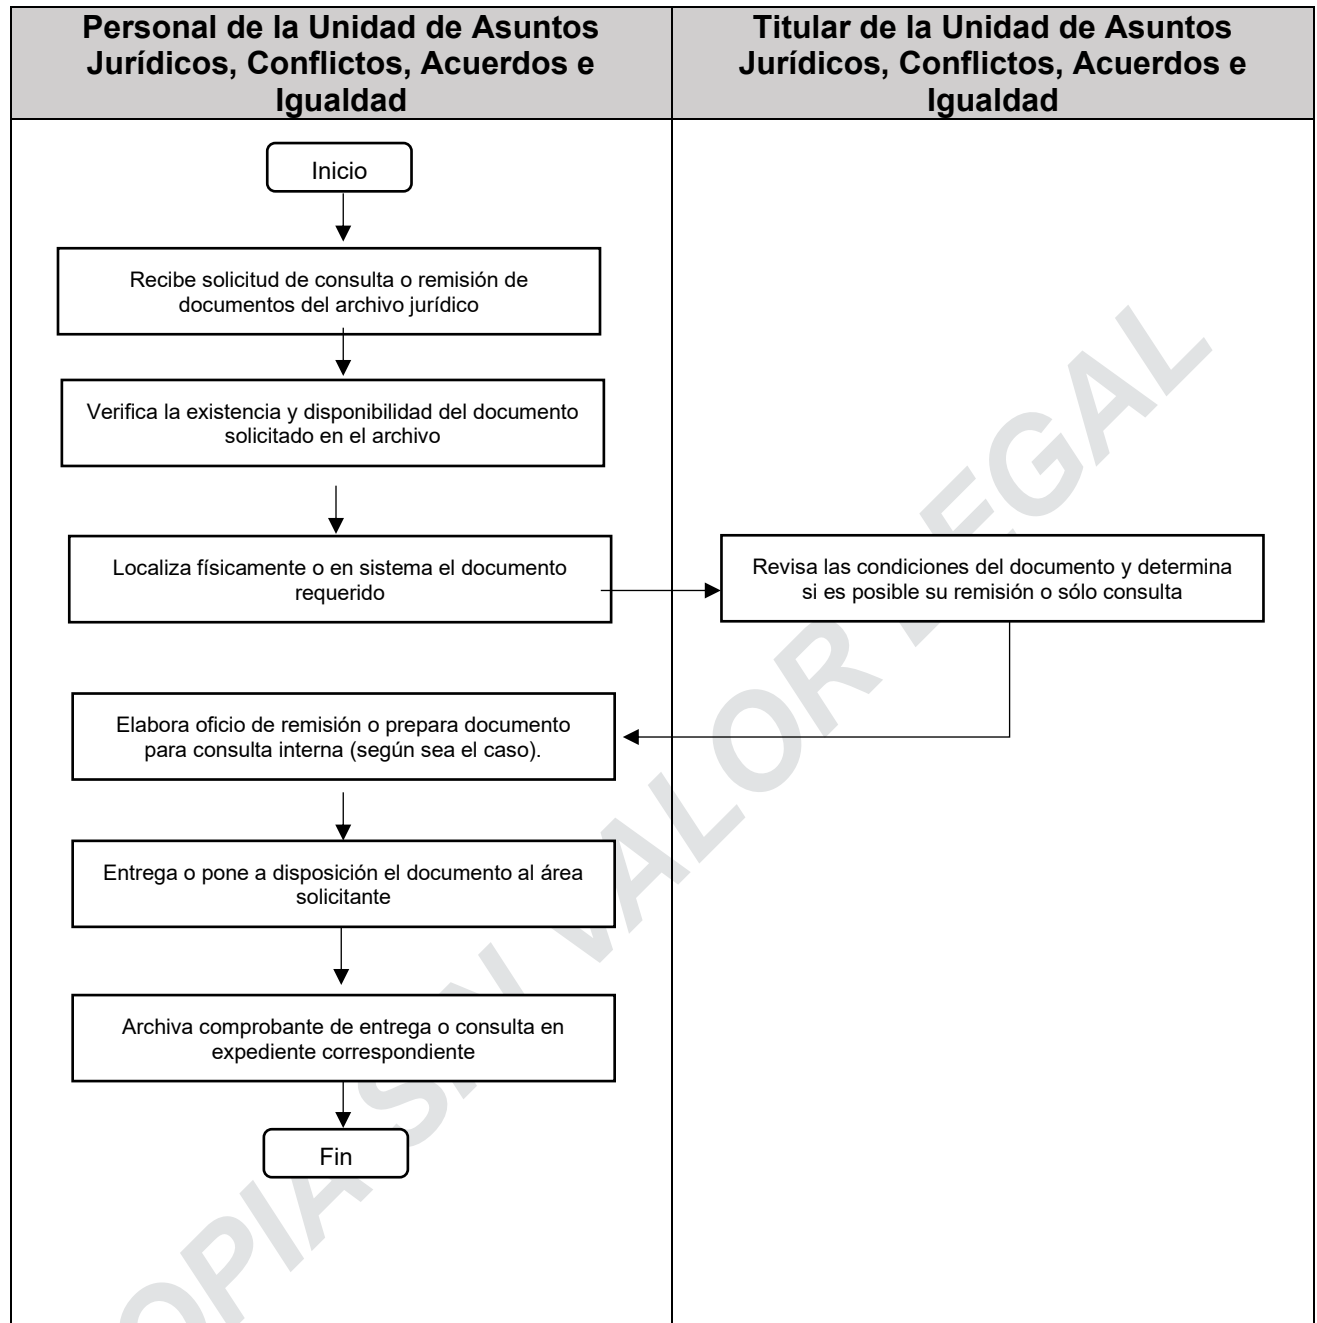 Personal de la Unidad de Asuntos
Jurídicos, Conflictos, Acuerdos e
Igualdad
Titular de la Unidad de Asuntos
Jurídicos, Conflictos, Acuerdos e
Igualdad
Inicio
Recibe solicitud de consulta o remisión de
documentos del archivo jurídico
Verifica la existencia y disponibilidad del documento
solicitado en el archivo
Localiza físicamente o en sistema el documento
requerido
Revisa las condiciones del documento y determina
si es posible su remisión o sólo consulta
Elabora oficio de remisión o prepara documento
para consulta interna (según sea el caso).
Entrega o pone a disposición el documento al área
solicitante
Archiva comprobante de entrega o consulta en
expediente correspondiente
Fin
OPIA SIN VALOR LEGAL